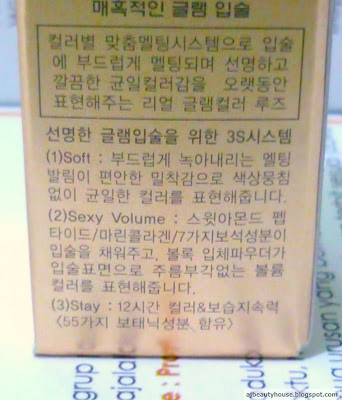 매혹적인 글램 입술
컬러별 맞춤멜팅시스템으로 입술
에 부드럽게 멜팅되며 선명하고
깔끔한 균일컬러감을 오랫동안
표현해주는 리얼 글램컬러 루즈
선명한 글램입술을 위한 3S시스템
(1)Soft : 부드럽게 녹아내리는 멜팅
발림이 편안한 밀착감으로 색상뭉침
없이 균일한 컬러를 표현해줍니다.
(2)Sexy Volume : 스윗아몬드 펩
타이드/마린콜라겐/7가지보석성분이
입술을 채워주고, 볼록 입체파우더가
입술표면으로 주름부각없는 볼륨
컬러를 표현해줍니다.
(3)Stay : 12시간 컬러&보습지속력
<55가지 보태닉성분 함유>
grup
ajala
: Pro
duko
asan yang
ktu,
ajbeautyhouse.blogspot.com